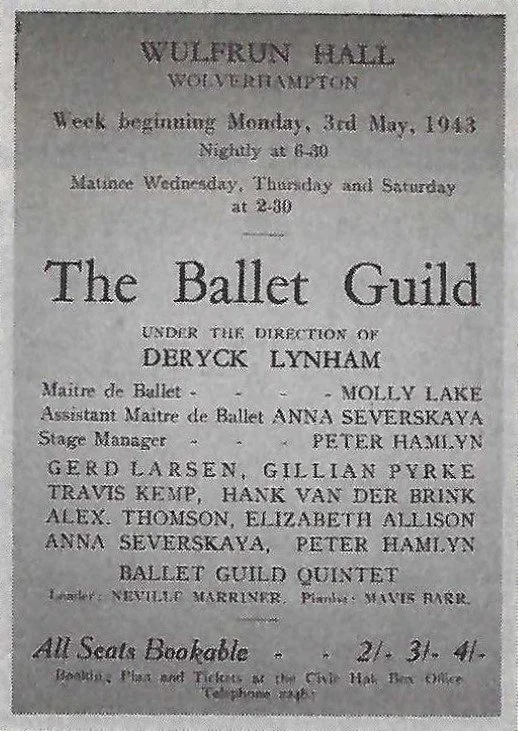 WULFRUN HALL
WOLVERHAMPTON
Week beginning Monday, 3rd May, 1943
Nightly at 6-30
Matinee Wednesday, Thursday and Saturday
at 2-30
The Ballet Guild
UNDER THE DIRECTION OF
DERYCK LYNHAM
Maitre de Ballet - - - - MOLLY LAKE
Assistant Maitre de Ballet ANNA SEVERSKAYA
Stage Manager - - - PETER HAMLYN
GERD LARSEN, GILLIAN PYRKE
TRAVIS KEMP, HANK VAN DER BRINK
ALEX. THOMSON, ELIZABETH ALLISON
ANNA SEVERSKAYA, PETER HAMLYN
BALLET GUILD QUINTET
Leader: NEVILLE MARRINER. Pianist: MAVIS BARR.
All Seats Bookable - - 2/- 3/- 4/-
Booking Plan and Tickets at the Civic Hall Box Office
Telephone